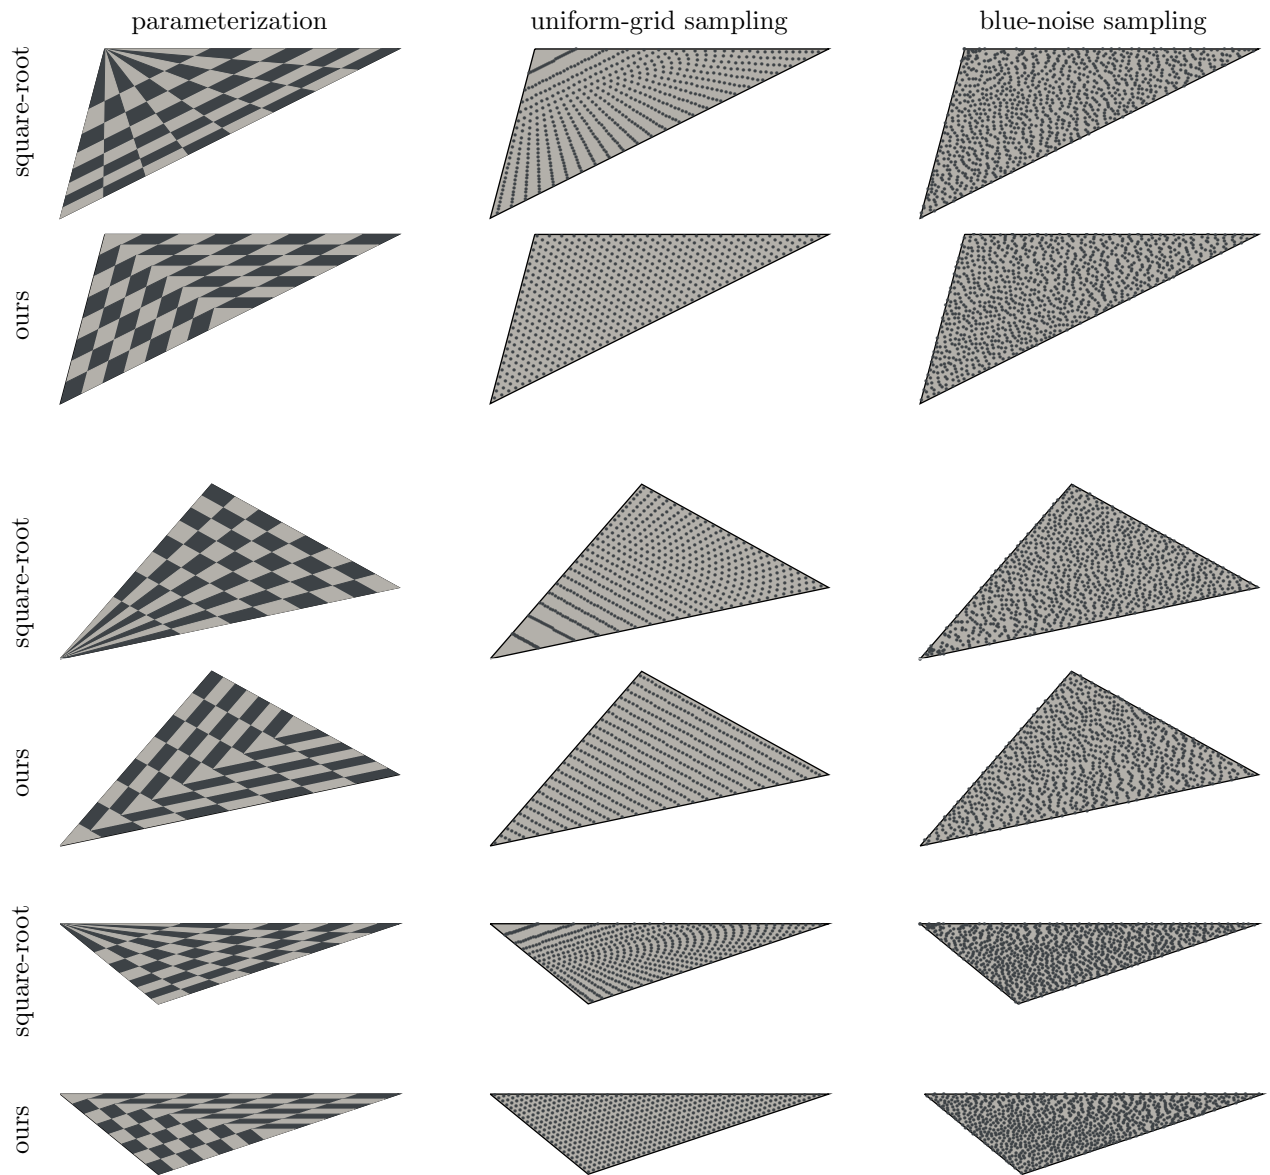 parameterization
uniform-grid sampling
blue-noise sampling
square-root
ours
square-root
ours
square-root
ours